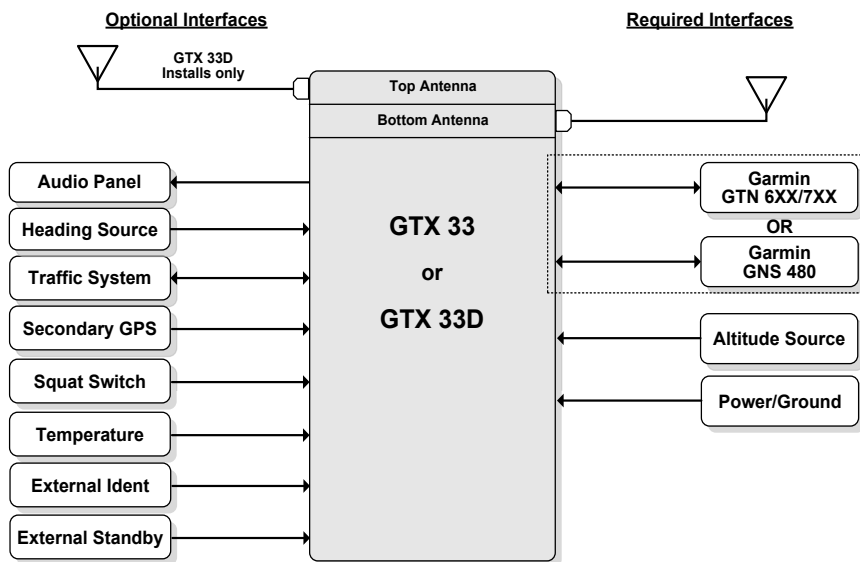 Optional Interfaces
Required Interfaces
GTX 33D
Installs only
Top Antenna
Bottom Antenna
Audio Panel
Heading Source
Traffic System
Secondary GPS
Squat Switch
Temperature
External Ident
External Standby
GTX 33
or
GTX 33D
Garmin
GTN 6XX/7XX
OR
Garmin
GNS 480
Altitude Source
Power/Ground